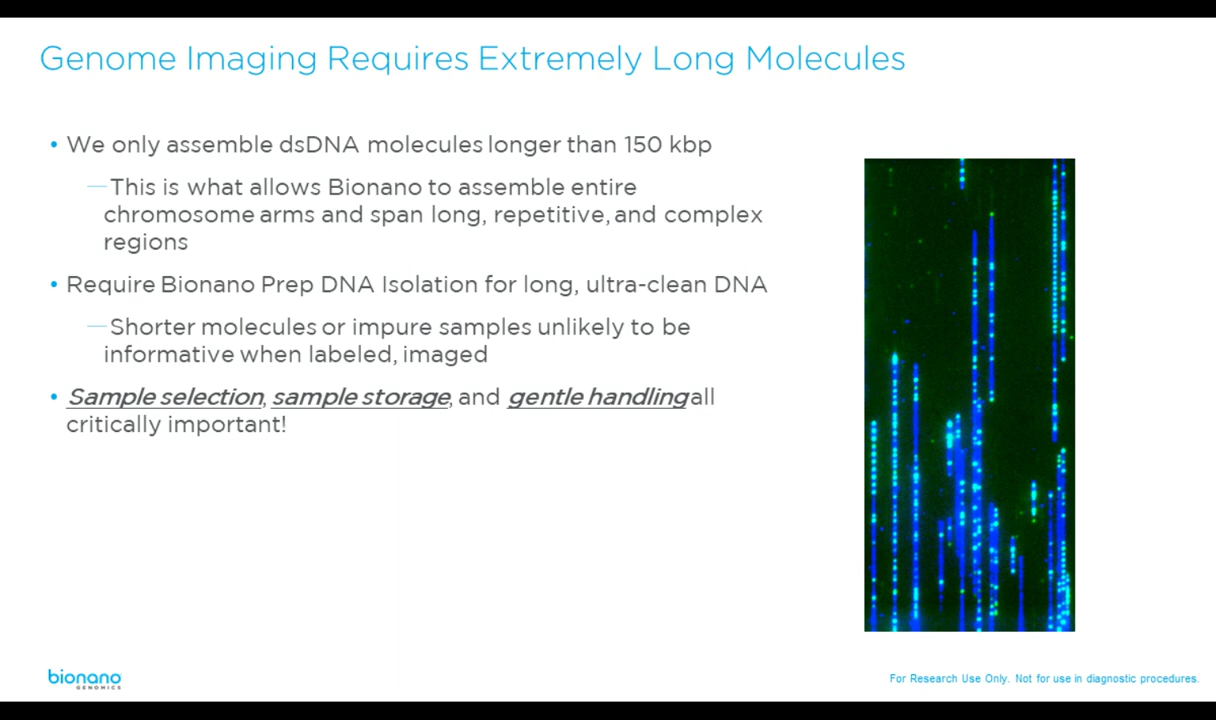 Genome Imaging Requires Extremely Long Molecules
• We only assemble dsDNA molecules longer than 150 kbp
—This is what allows Bionano to assemble entire
chromosome arms and span long, repetitive, and complex
regions
• Require Bionano Prep DNA Isolation for long, ultra-clean DNA
—Shorter molecules or impure samples unlikely to be
informative when labeled, imaged
• Sample selection, sample storage, and gentle handling all
critically important!
bionano
GENOMICS
For Research Use Only. Not for use in diagnostic procedures.